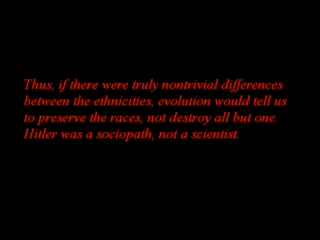 Thus, if there were truly nontrivial differences
between the ethnicities, evolution would tell us
to preserve the races, not destroy all but one.
Hitler was a sociopath, not a scientist.